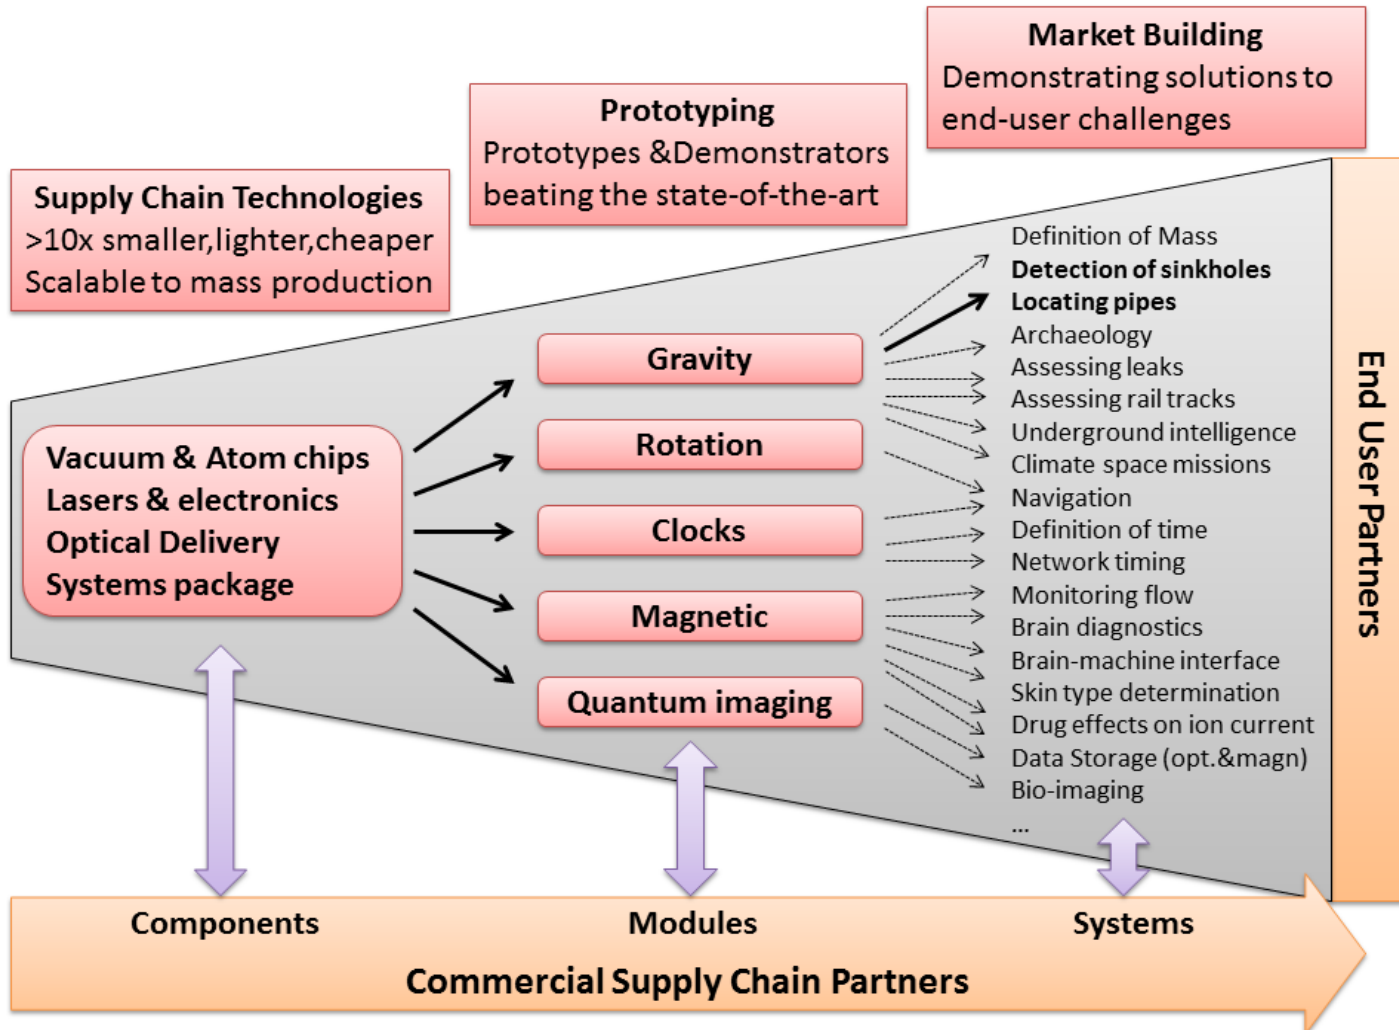 Market Building
Demonstrating solutions to
end-user challenges
Prototyping
Prototypes &Demonstrators
beating the state-of-the-art
Supply Chain Technologies
>10x smaller,lighter,cheaper
Scalable to mass production
Vacuum & Atom chips
Lasers & electronics
Optical Delivery
Systems package
Gravity
Rotation
Clocks
Magnetic
Quantum imaging
Definition of Mass
Detection of sinkholes
Locating pipes
Archaeology
Assessing leaks
Assessing rail tracks
Underground intelligence
Climate space missions
Navigation
Definition of time
Network timing
Monitoring flow
Brain diagnostics
Brain-machine interface
Skin type determination
Drug effects on ion current
Data Storage (opt.&magn)
Bio-imaging
...
End User Partners
Components
Modules
Systems
Commercial Supply Chain Partners